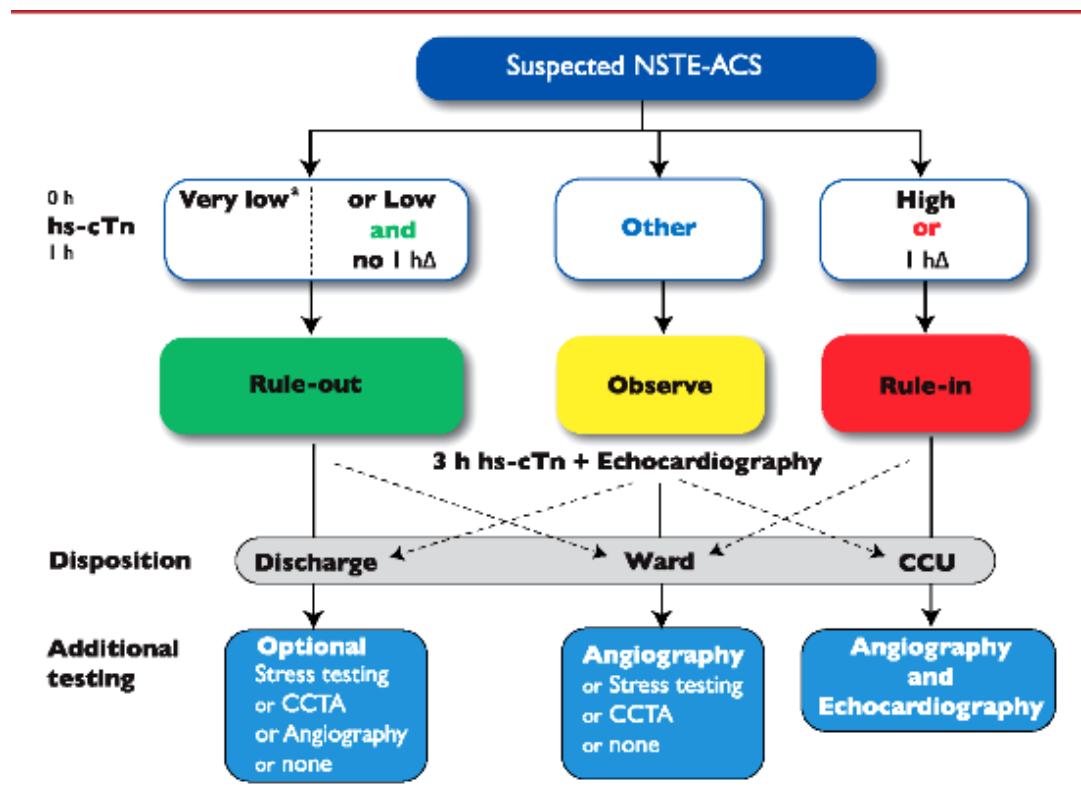 Suspected NSTE-ACS
0 h
hs-cTn
1 h
Very lowª
or Low
and
no 1 hΔ
Other
High
or
1 hΔ
Rule-out
Observe
Rule-in
3 h hs-cTn + Echocardiography
Disposition
Discharge
Ward
CCU
Additional
testing
Optional
Stress testing
or CCTA
or Angiography
or none
Angiography
or Stress testing
or CCTA
or none
Angiography
and
Echocardiography